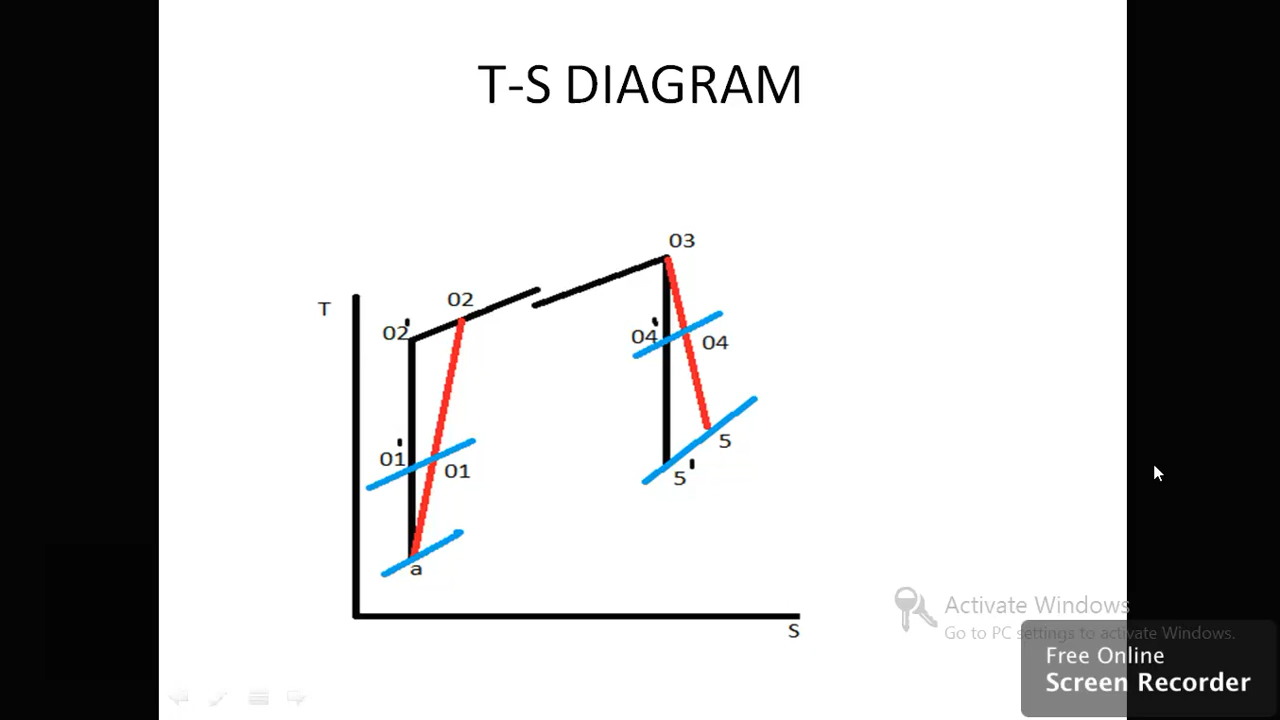 T-S DIAGRAM
03
02
T
02'
04'
04
5
01'
01
5'
a
S
Activate Windows
Go to PC settings to activate Windows.
Free Online
Screen Recorder